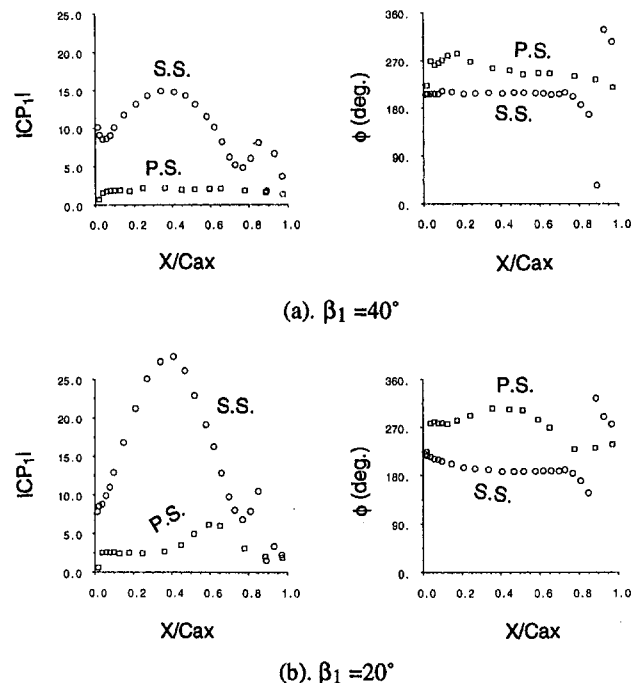 25.0
20.0
15.0
10.0
5.0
0.0
|CP1|
S.S.
P.S.
0.0 0.2 0.4 0.6 0.8 1.0
X/Cax
360.
270.
180.
90.
0.
ϕ (deg.)
P.S.
S.S.
0.0 0.2 0.4 0.6 0.8 1.0
X/Cax
(a). β1 =40°
25.0
20.0
15.0
10.0
5.0
0.0
|CP1|
S.S.
P.S.
0.0 0.2 0.4 0.6 0.8 1.0
X/Cax
360.
270.
180.
90.
0.
ϕ (deg.)
P.S.
S.S.
0.0 0.2 0.4 0.6 0.8 1.0
X/Cax
(b). β1 =20°